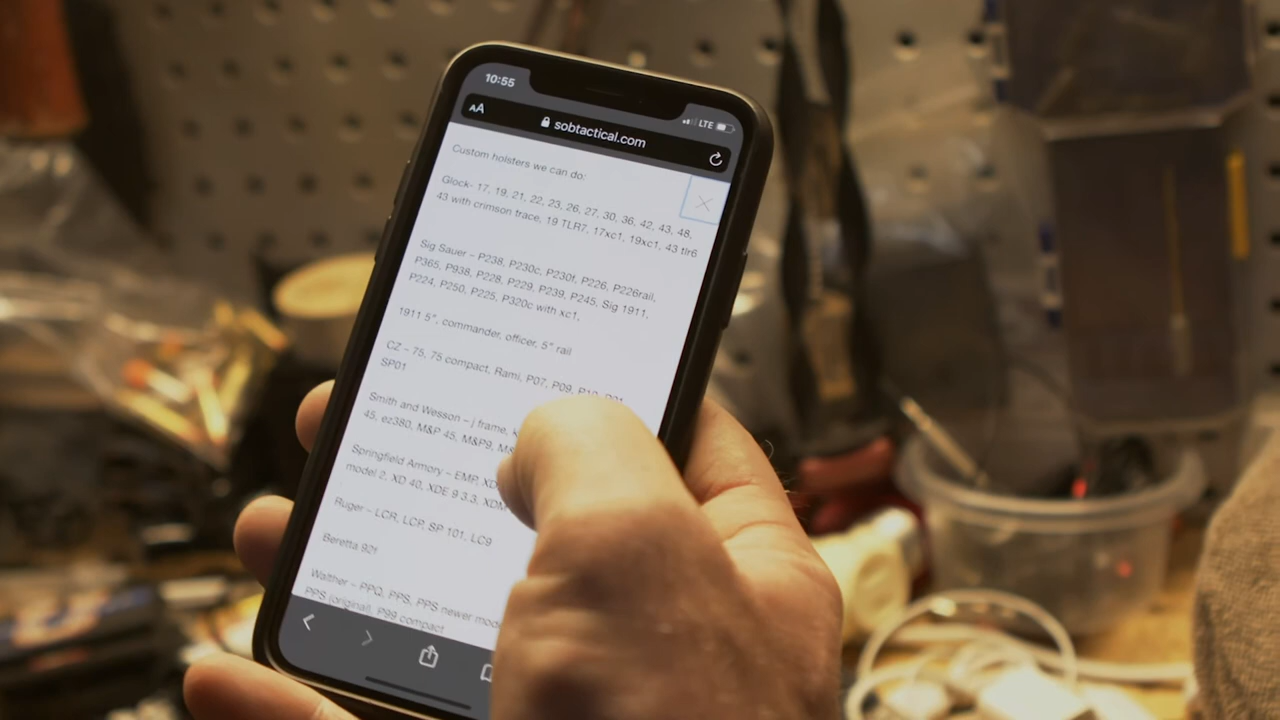 10:55
LTE
AA
sobtactical.com
Custom holsters we can do:
Glock- 17, 19, 21, 22, 23, 26, 27, 30, 36, 42, 43, 48,
43 with crimson trace, 19 TLR7, 17xc1, 19xc1, 43 tlr6
Sig Sauer – P238, P230c, P230f, P226, P226rail,
P365, P938, P228, P229, P239, P245, Sig 1911,
P224, P250, P225, P320c with xc1,
1911 5", commander, officer, 5" rail
CZ – 75, 75 compact, Rami, P07, P09,
SP01
Smith and Wesson – j frame,
45, ez380, M&P 45, M&P9,
Springfield Armory – EMP,
model 2, XD 40, XDE 9 3.3,
Ruger – LCR, LCP, SP 101, LC9
Beretta 92f
Walther – PPQ, PPS, PPS newer
PPS (original), P99 compact